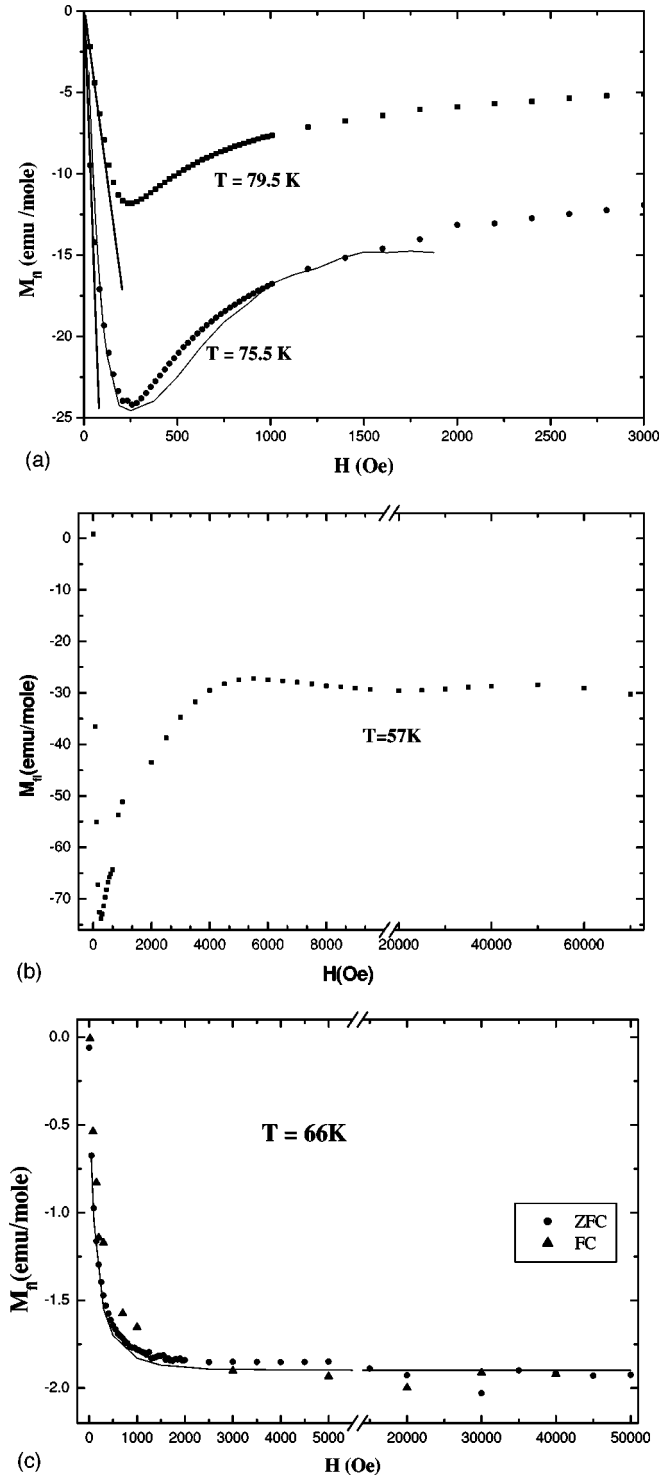 0
-5
-10
-15
-20
-25
M_fl (emu /mole)
T = 79.5 K
T = 75.5 K
0 500 1000 1500 2000 2500 3000
H (Oe)
(a)
0
-10
-20
-30
-40
-50
-60
-70
M_fl(emu/mole)
T=57K
0 2000 4000 6000 8000 20000 40000 60000
H(Oe)
(b)
0.0
-0.5
-1.0
-1.5
-2.0
M_fl(emu/mole)
T = 66K
ZFC
FC
0 1000 2000 3000 4000 5000 20000 30000 40000 50000
H (Oe)
(c)